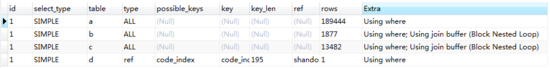 id select_type table type possible_keys key key_len ref rows Extra
1 SIMPLE a ALL (Null) (Null) (Null) (Null) 189444 Using where
1 SIMPLE b ALL (Null) (Null) (Null) (Null) 1877 Using where; Using join buffer (Block Nested Loop)
1 SIMPLE c ALL (Null) (Null) (Null) (Null) 13482 Using where; Using join buffer (Block Nested Loop)
1 SIMPLE d ref code_index code_inc 195 shando 1 Using where